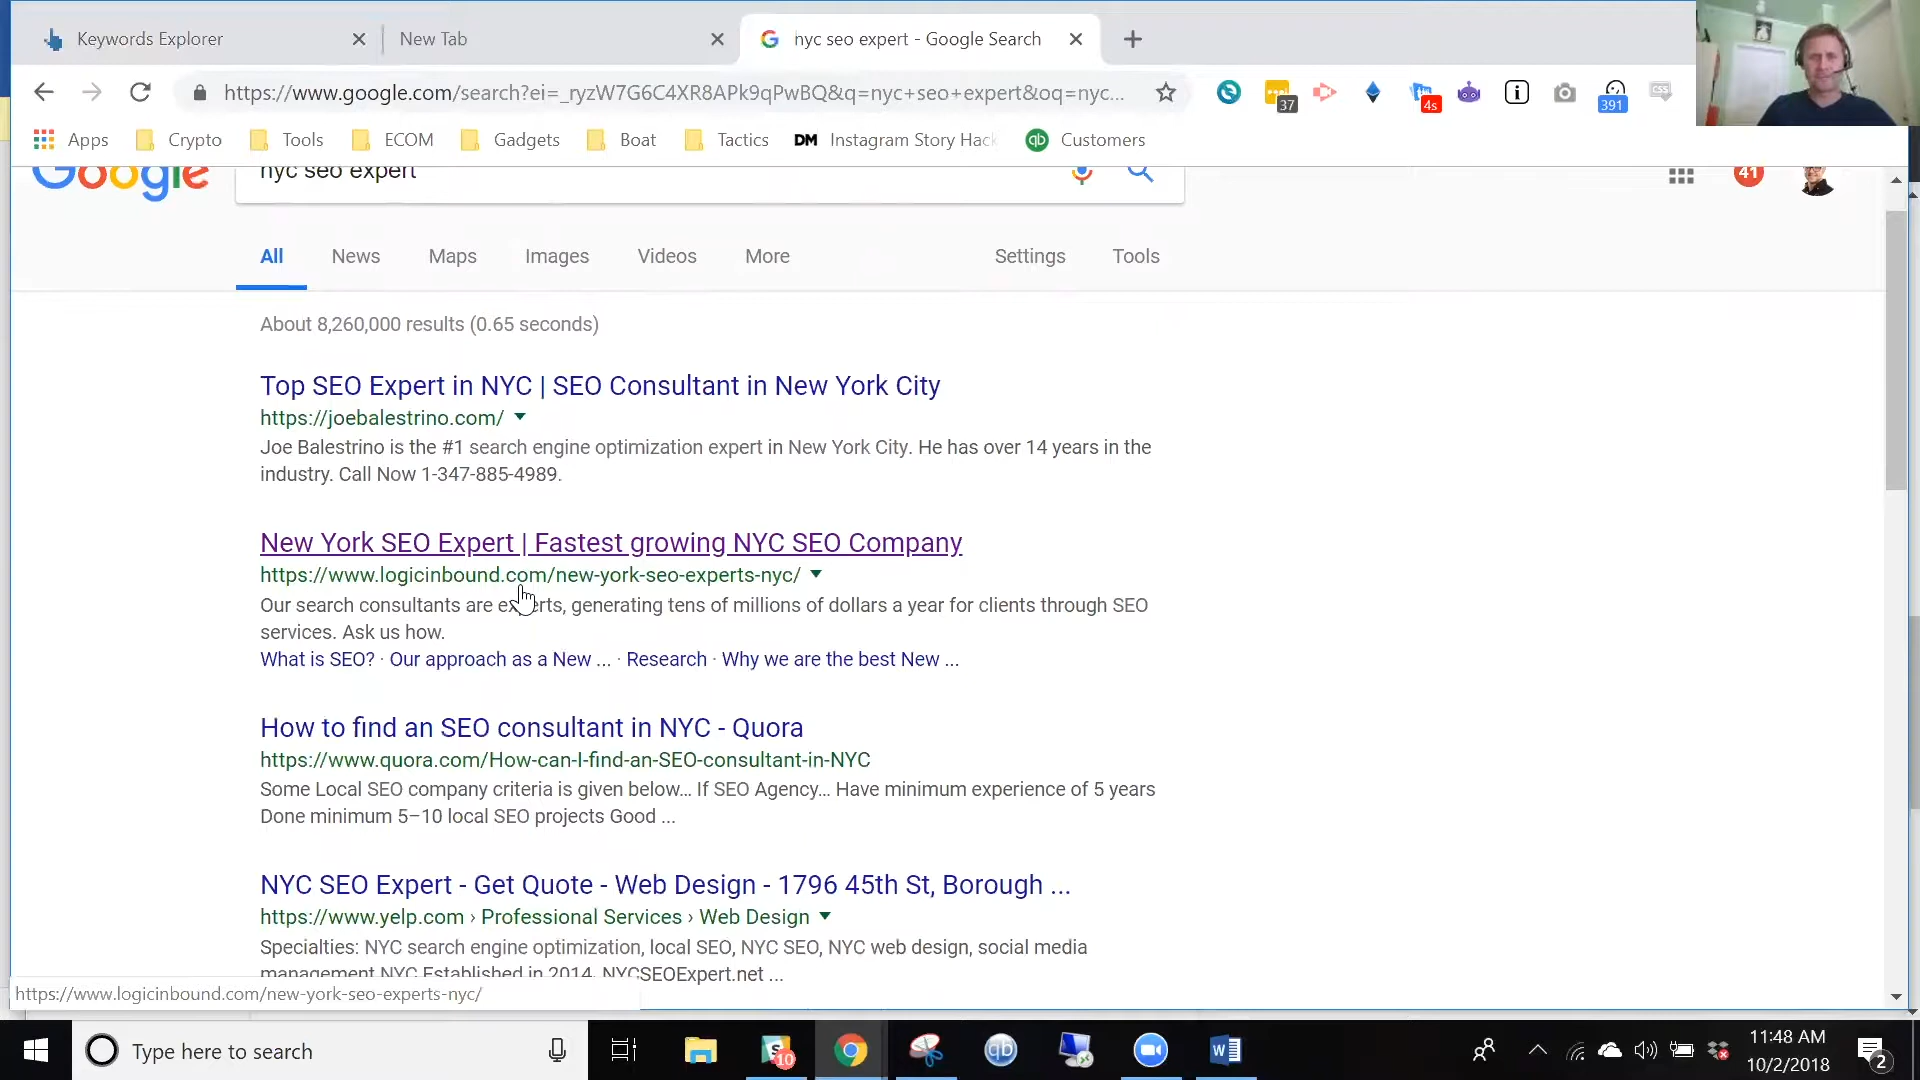 Keywords Explorer
New Tab
nyc seo expert - Google Search
https://www.google.com/search?ei=_ryzW7G6C4XR8APk9qPwBQ&q=nyc+seo+expert&oq=nyc...
37
4s
391
CSS
Apps
Crypto
Tools
ECOM
Gadgets
Boat
Tactics
DM Instagram Story Hack
qb Customers
Google
nyc seo expert
41
All
News
Maps
Images
Videos
More
Settings
Tools
About 8,260,000 results (0.65 seconds)
Top SEO Expert in NYC | SEO Consultant in New York City
https://joebalestrino.com/
Joe Balestrino is the #1 search engine optimization expert in New York City. He has over 14 years in the
industry. Call Now 1-347-885-4989.
New York SEO Expert | Fastest growing NYC SEO Company
https://www.logicinbound.com/new-york-seo-experts-nyc/
Our search consultants are experts, generating tens of millions of dollars a year for clients through SEO
services. Ask us how.
What is SEO? · Our approach as a New ... · Research · Why we are the best New ...
How to find an SEO consultant in NYC - Quora
https://www.quora.com/How-can-I-find-an-SEO-consultant-in-NYC
Some Local SEO company criteria is given below... If SEO Agency... Have minimum experience of 5 years
Done minimum 5–10 local SEO projects Good ...
NYC SEO Expert - Get Quote - Web Design - 1796 45th St, Borough ...
https://www.yelp.com › Professional Services › Web Design
Specialties: NYC search engine optimization, local SEO, NYC SEO, NYC web design, social media
management NYC Established in 2014. NYCSEOExpert.net ...
https://www.logicinbound.com/new-york-seo-experts-nyc/
Type here to search
10
qb
11:48 AM
10/2/2018
2